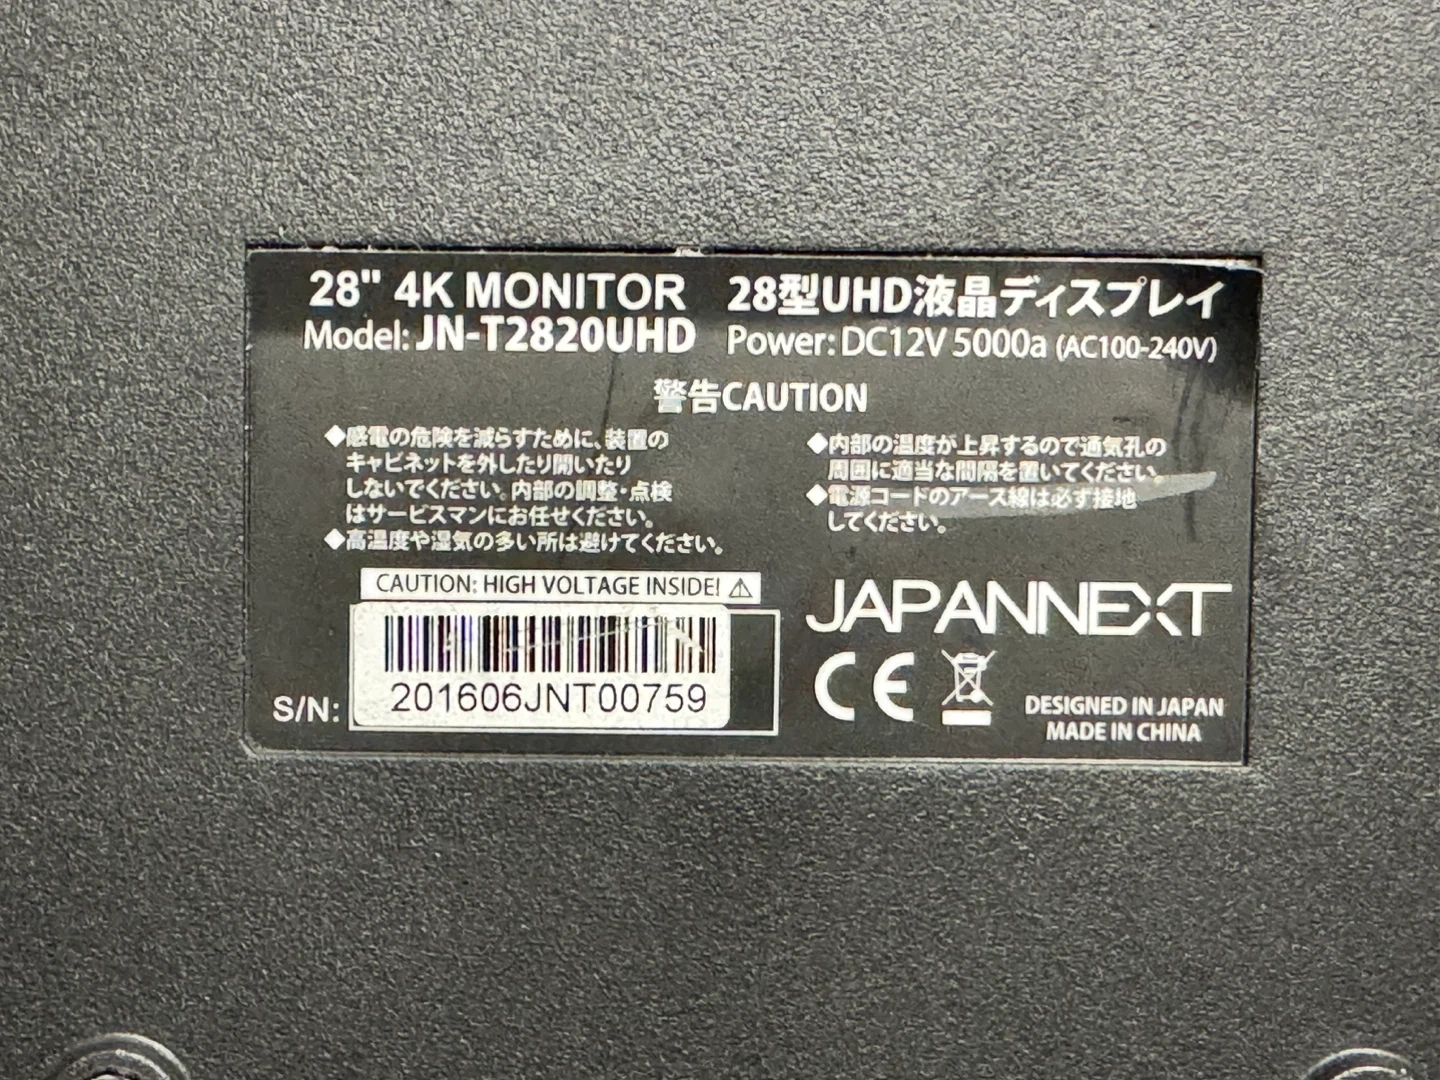 28" 4K MONITOR
Model: JN-T2820UHD
28型UHD液晶ディスプレイ
Power: DC12V 5000a (AC100-240V)
警告CAUTION
◆感電の危険を減らすために、装置の
キャビネットを外したり開いたり
しないでください。内部の調整・点検
はサービスマンにお任せください。
◆高温度や湿気の多い所は避けてください。
◆内部の温度が上昇するので通気孔の
周囲に適当な間隔を置いてください。
◆電源コードのアース線は必ず接地
してください。
CAUTION: HIGH VOLTAGE INSIDE! ⚠
S/N: 201606JNT00759
JAPANNEXT
CE
DESIGNED IN JAPAN
MADE IN CHINA